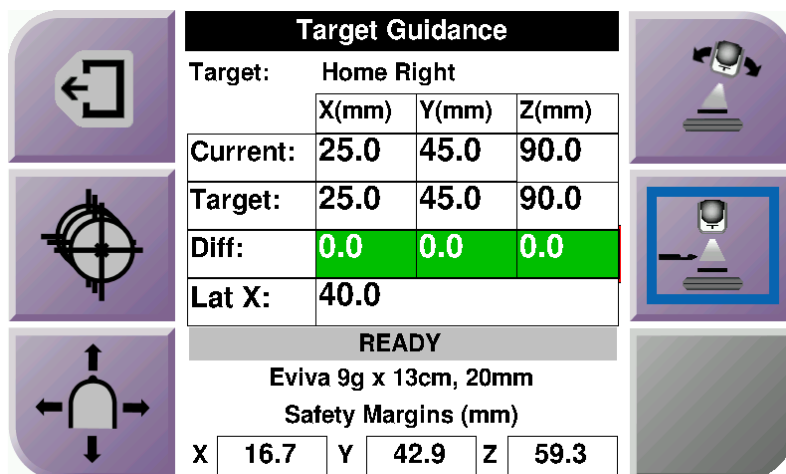 Target Guidance
Target: Home Right
X(mm) Y(mm) Z(mm)
Current: 25.0 45.0 90.0
Target: 25.0 45.0 90.0
Diff: 0.0 0.0 0.0
Lat X: 40.0
READY
Eviva 9g x 13cm, 20mm
Safety Margins (mm)
X 16.7 Y 42.9 Z 59.3